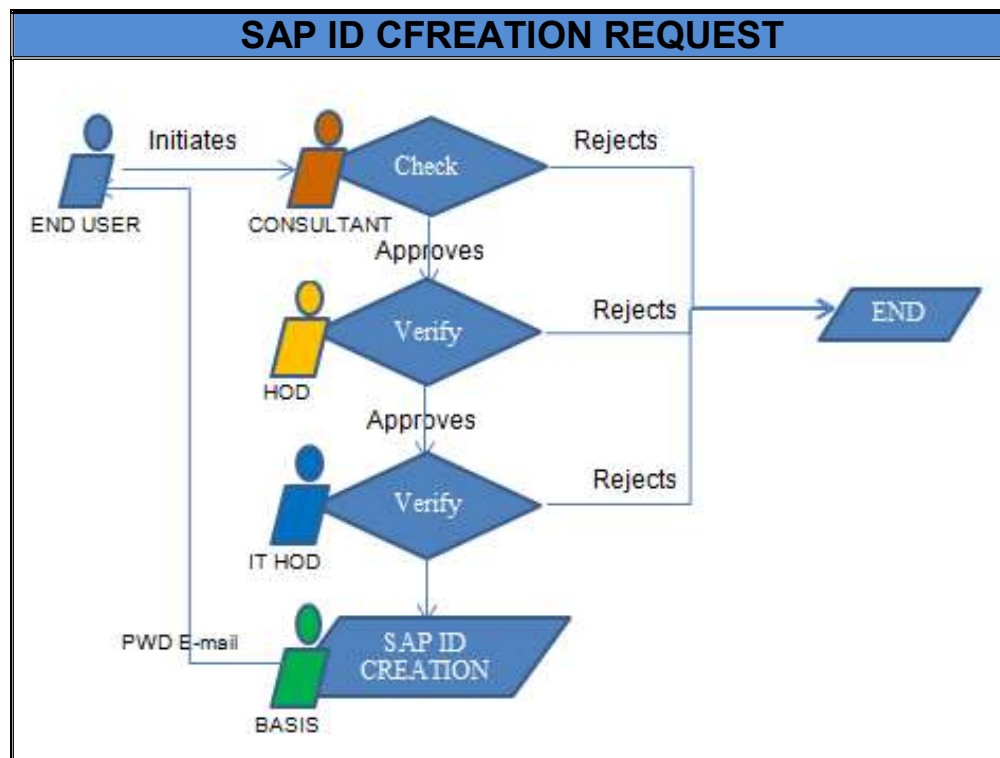 SAP ID CFREATION REQUEST
Initiates
Check
Rejects
END USER
CONSULTANT
Approves
Verify
Rejects
END
HOD
Approves
Verify
Rejects
IT HOD
PWD E-mail
SAP ID
CREATION
BASIS